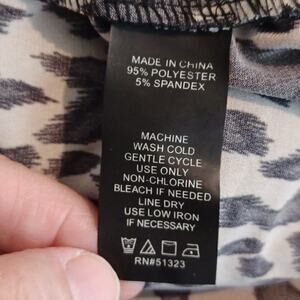 MADE IN CHINA
95% POLYESTER
5% SPANDEX
MACHINE
WASH COLD
GENTLE CYCLE
USE ONLY
NON-CHLORINE
BLEACH IF NEEDED
LINE DRY
USE LOW IRON
IF NECESSARY
RN#51323